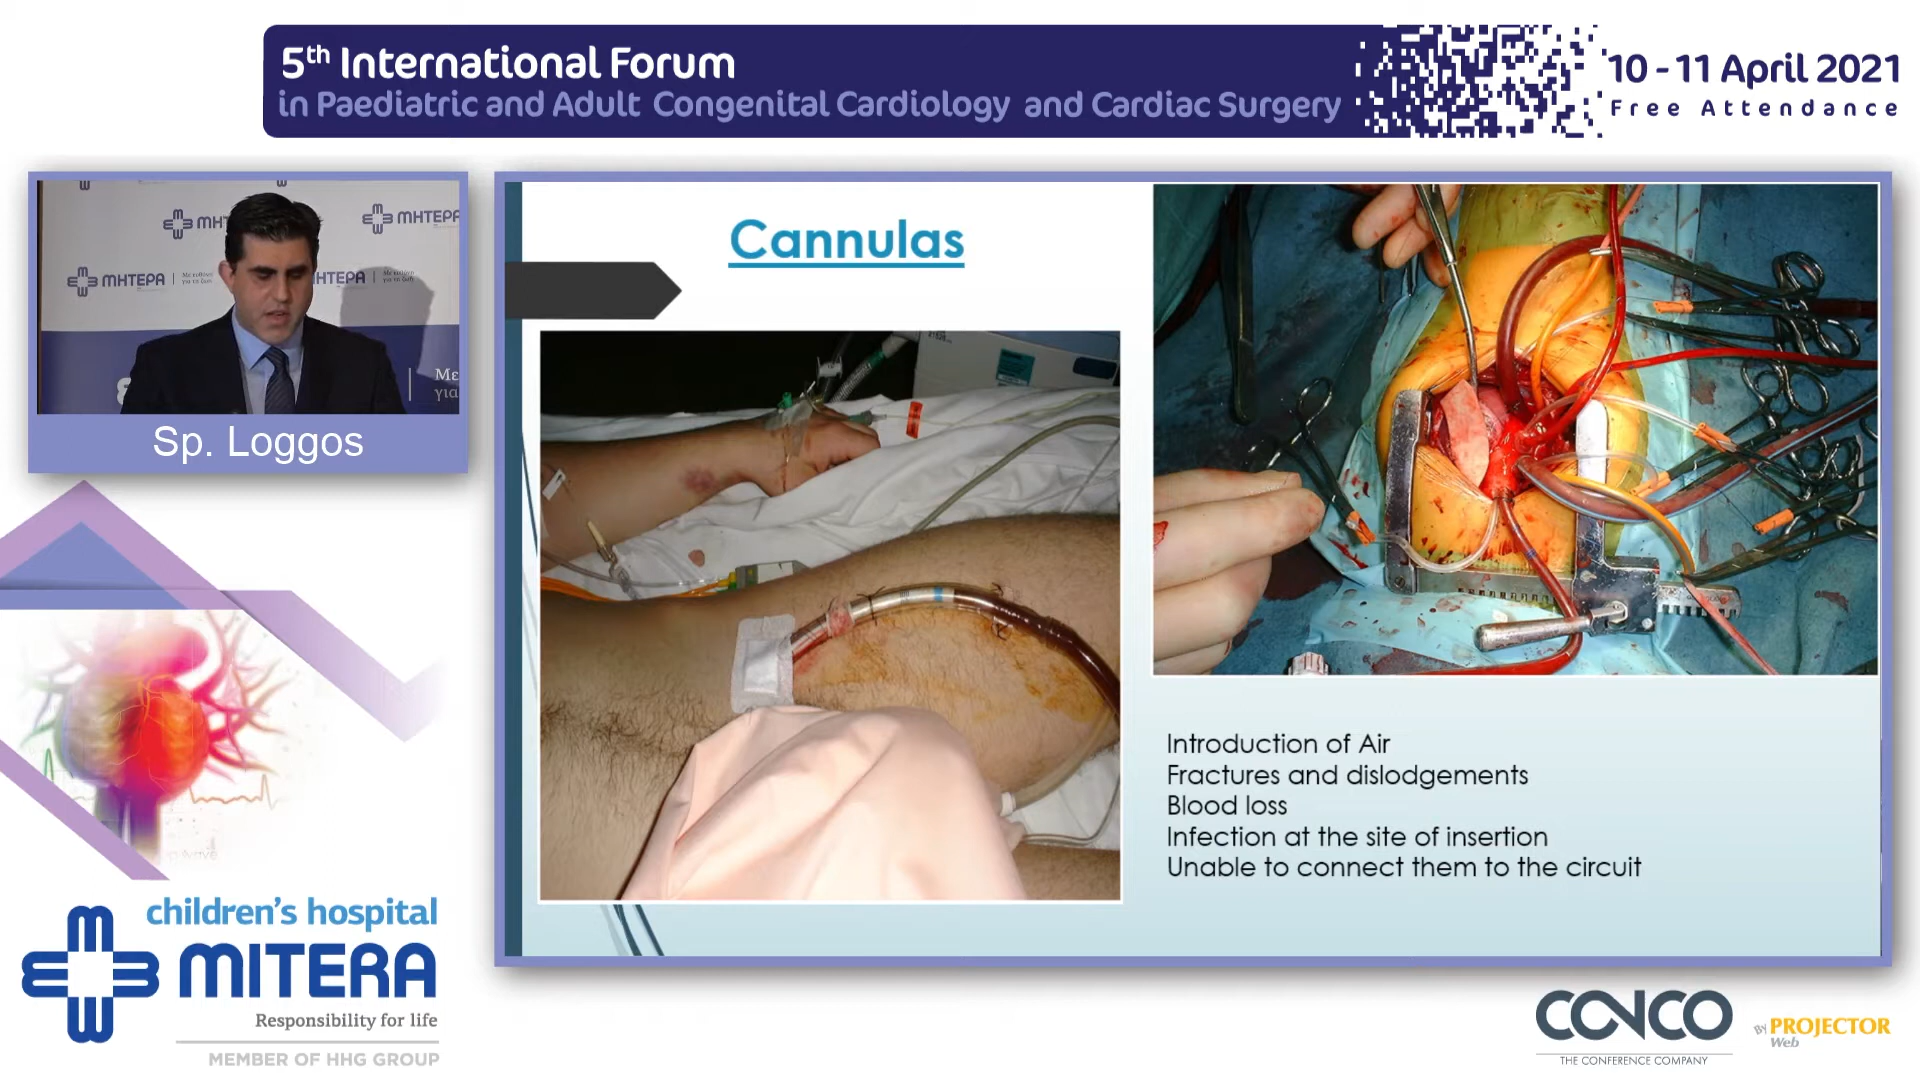 5th International Forum
in Paediatric and Adult Congenital Cardiology and Cardiac Surgery
10 - 11 April 2021
Free Attendance
ΜΗΤΕΡΑ
ΜΗΤΕΡΑ
Sp. Loggos
Cannulas
Introduction of Air
Fractures and dislodgements
Blood loss
Infection at the site of insertion
Unable to connect them to the circuit
children's hospital
MITERA
Responsibility for life
MEMBER OF HHG GROUP
CONCO
THE CONFERENCE COMPANY
BY PROJECTOR
Web